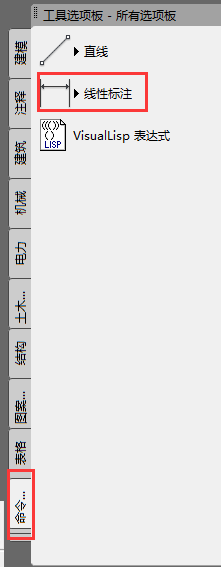 工具选项板 - 所有选项板
直线
线性标注
LISP
VisualLisp 表达式
建模
注释
建筑
机械
电力
土木...
结构
图案...
表格
命令...